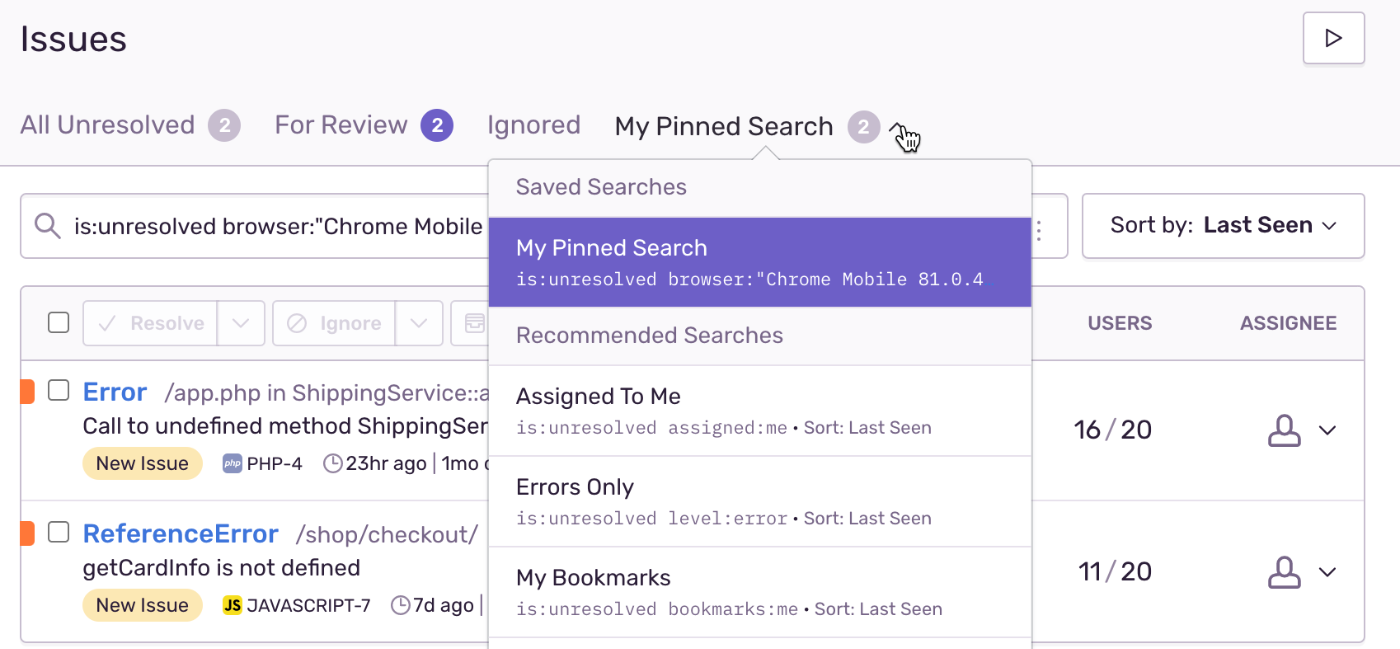 Issues
All Unresolved 2 For Review 2 Ignored My Pinned Search 2
Saved Searches
is:unresolved browser:"Chrome Mobile
Sort by: Last Seen
My Pinned Search
is:unresolved browser:"Chrome Mobile 81.0.4
Resolve Ignore
Recommended Searches
USERS ASSIGNEE
Error /app.php in ShippingService::a
Call to undefined method ShippingSer
New Issue php PHP-4 23hr ago | 1mo
16/20
Assigned To Me
is:unresolved assigned:me • Sort: Last Seen
Errors Only
is:unresolved level:error • Sort: Last Seen
ReferenceError /shop/checkout/
getCardInfo is not defined
New Issue JS JAVASCRIPT-7 7d ago |
11/20
My Bookmarks
is:unresolved bookmarks:me • Sort: Last Seen